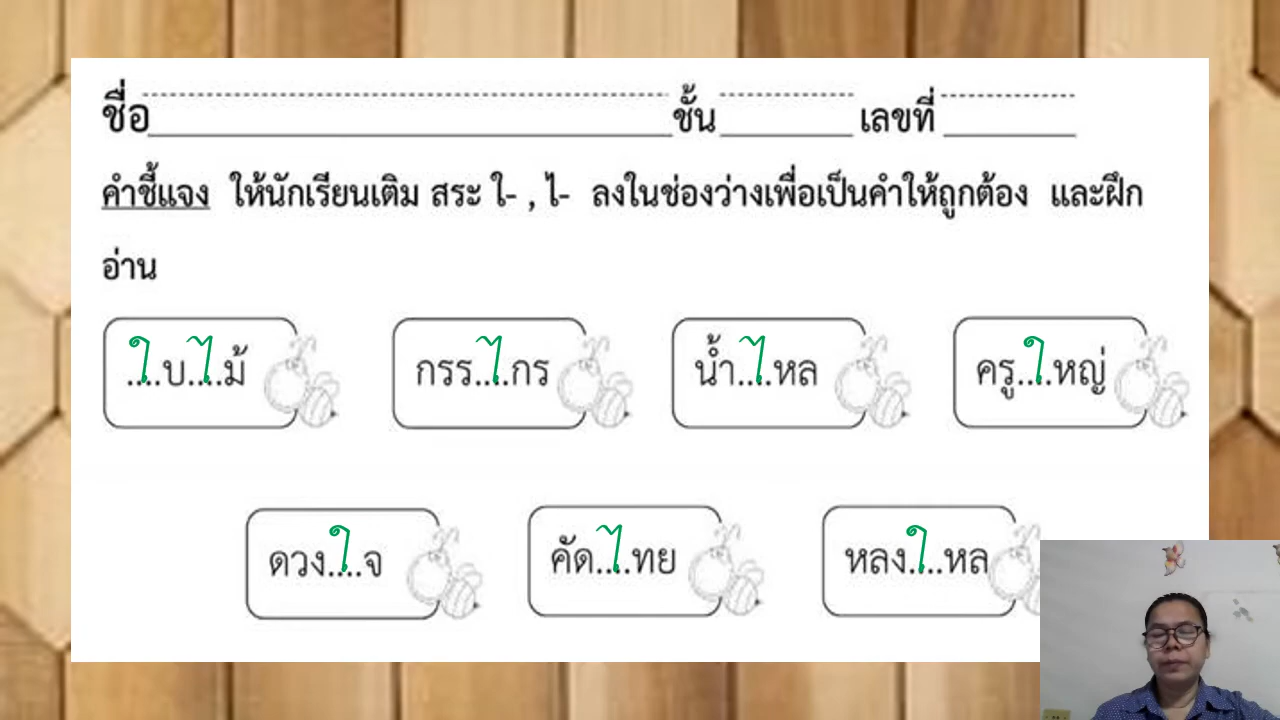 ชื่อ ชั้น เลขที่
คำชี้แจง ให้นักเรียนเติม สระ ใ- , ไ- ลงในช่องว่างเพื่อเป็นคำให้ถูกต้อง และฝึก
อ่าน
ใบไม้ กรรไกร น้ำไหล ครูใหญ่
ดวงใจ คัดไทย หลงใหล